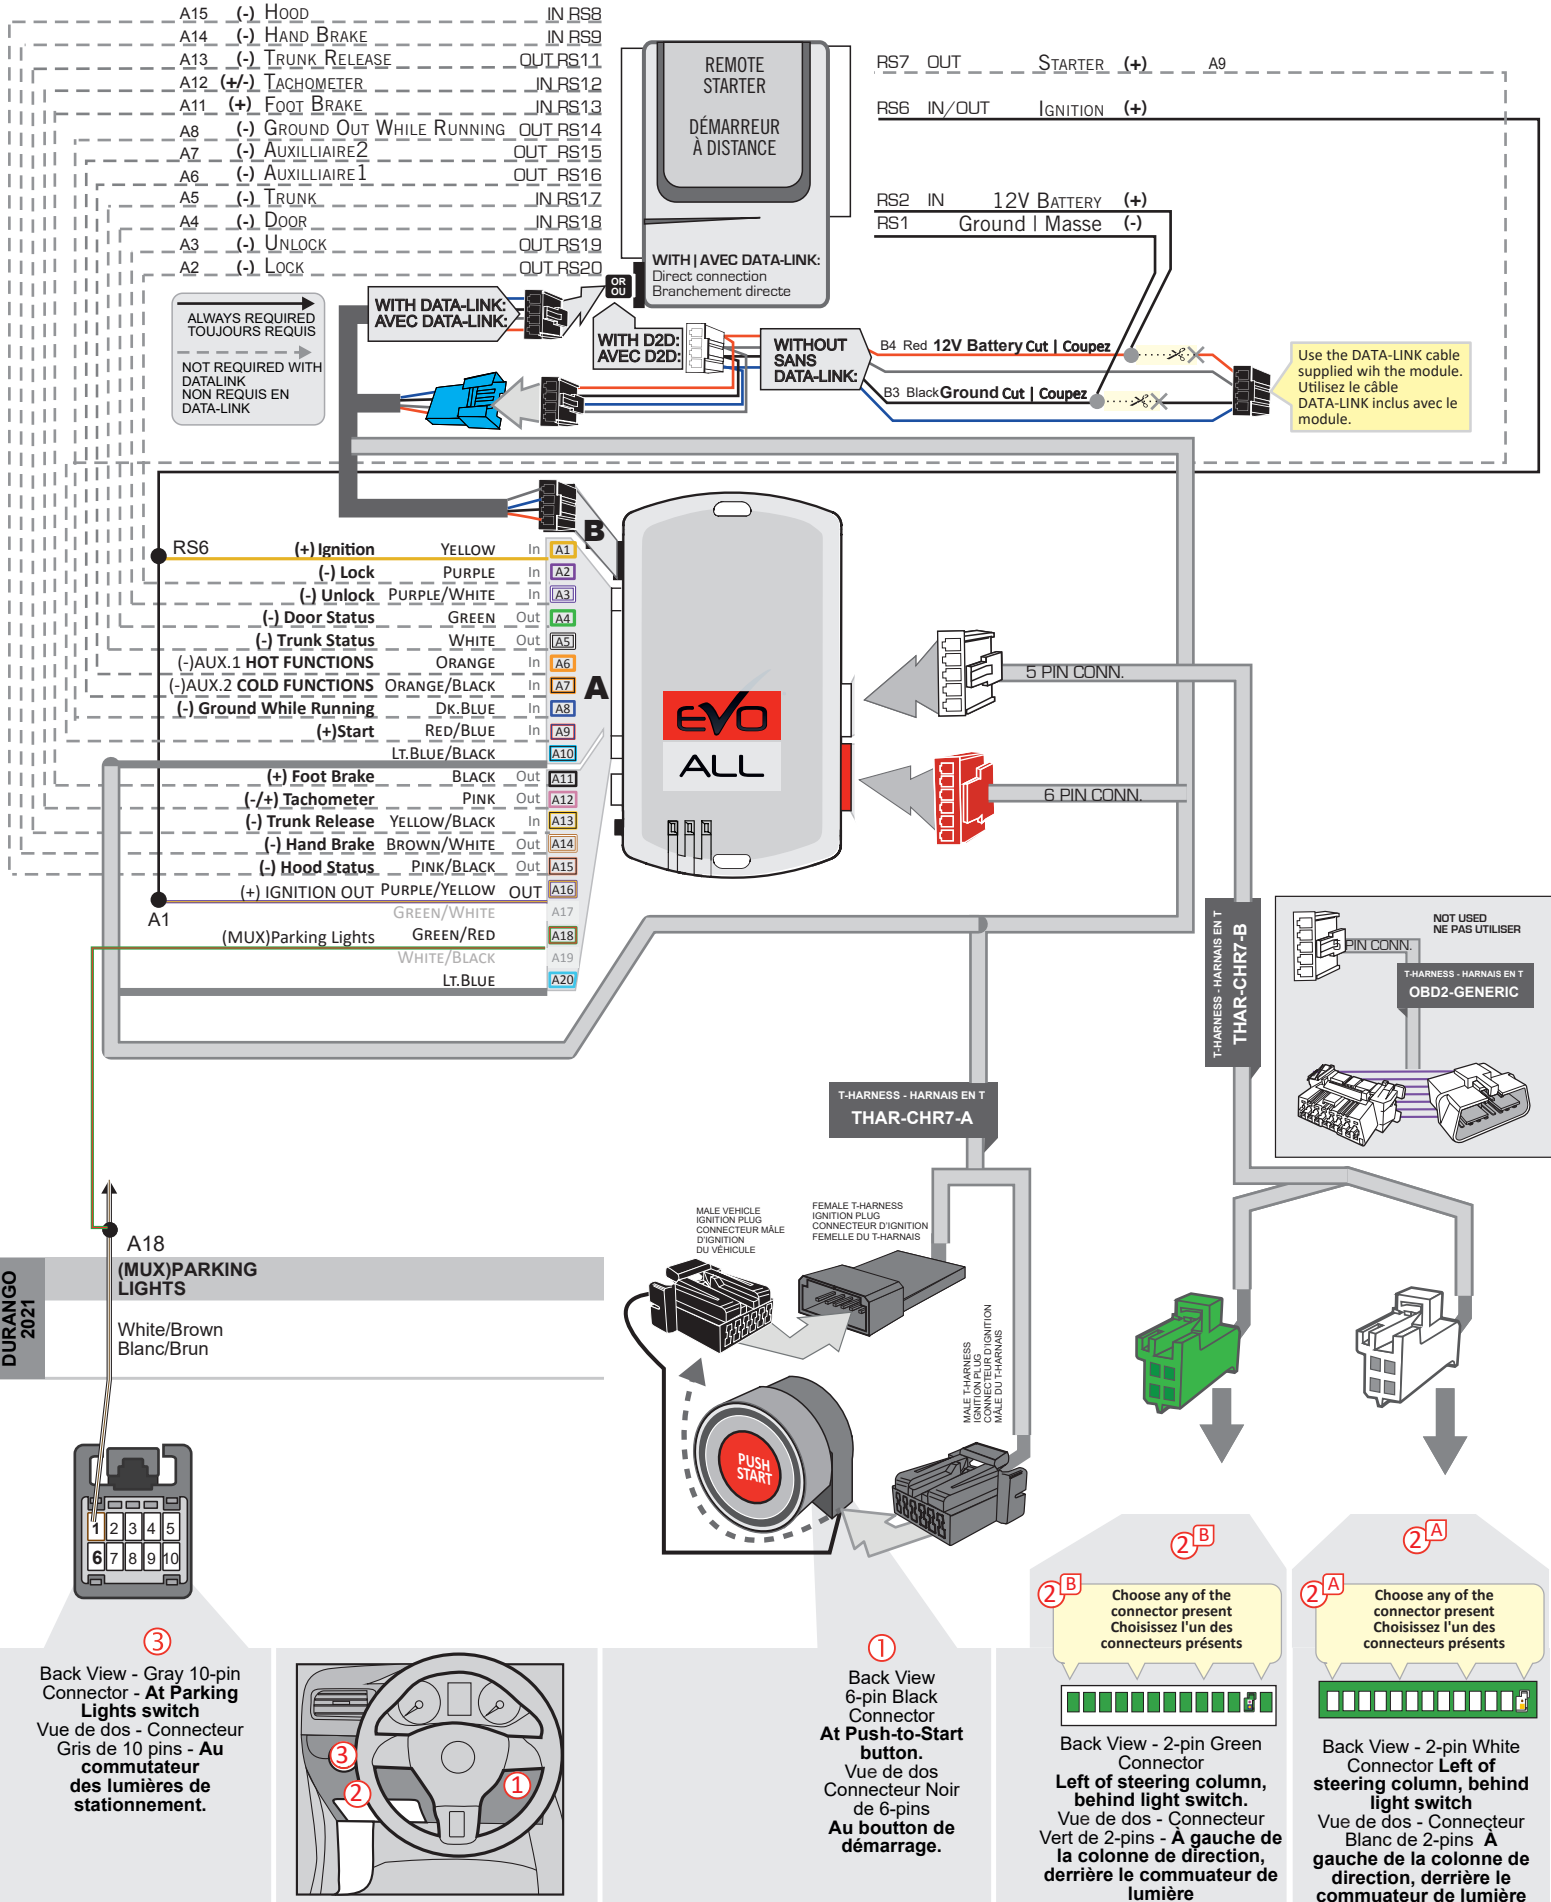 A15 (-) HOOD IN RS8
A14 (-) HAND BRAKE IN RS9
A13 (-) TRUNK RELEASE OUT RS11
A12 (+/-) TACHOMETER IN RS12
A11 (+) FOOT BRAKE IN RS13
A8 (-) GROUND OUT WHILE RUNNING OUT RS14
A7 (-) AUXILLIAIRE2 OUT RS15
A6 (-) AUXILLIAIRE1 OUT RS16
A5 (-) TRUNK IN RS17
A4 (-) DOOR IN RS18
A3 (-) UNLOCK OUT RS19
A2 (-) LOCK OUT RS20
REMOTE
STARTER
DÉMARREUR
À DISTANCE
WITH | AVEC DATA-LINK:
Direct connection
Branchement directe
RS7 OUT STARTER (+) A9
RS6 IN/OUT IGNITION (+)
RS2 IN 12V BATTERY (+)
RS1 Ground | Masse (-)
OR
OU
ALWAYS REQUIRED
TOUJOURS REQUIS
NOT REQUIRED WITH
DATALINK
NON REQUIS EN
DATA-LINK
WITH DATA-LINK:
AVEC DATA-LINK:
WITH D2D:
AVEC D2D:
WITHOUT
SANS
DATA-LINK:
B4 Red 12V Battery Cut | Coupez
B3 Black Ground Cut | Coupez
Use the DATA-LINK cable
supplied wih the module.
Utilisez le câble
DATA-LINK inclus avec le
module.
B
A
RS6 (+) Ignition YELLOW In A1
(-) Lock PURPLE In A2
(-) Unlock PURPLE/WHITE In A3
(-) Door Status GREEN Out A4
(-) Trunk Status WHITE Out A5
(-)AUX.1 HOT FUNCTIONS ORANGE In A6
(-)AUX.2 COLD FUNCTIONS ORANGE/BLACK In A7
(-) Ground While Running DK.BLUE In A8
(+)Start RED/BLUE In A9
LT.BLUE/BLACK A10
(+) Foot Brake BLACK Out A11
(-/+) Tachometer PINK Out A12
(-) Trunk Release YELLOW/BLACK In A13
(-) Hand Brake BROWN/WHITE Out A14
(-) Hood Status PINK/BLACK Out A15
(+) IGNITION OUT PURPLE/YELLOW OUT A16
A1
GREEN/WHITE A17
(MUX)Parking Lights GREEN/RED A18
WHITE/BLACK A19
LT.BLUE A20
EVO
ALL
5 PIN CONN.
6 PIN CONN.
T-HARNESS - HARNAIS EN T
THAR-CHR7-B
NOT USED
NE PAS UTILISER
PIN CONN.
T-HARNESS - HARNAIS EN T
OBD2-GENERIC
T-HARNESS - HARNAIS EN T
THAR-CHR7-A
MALE VEHICLE
IGNITION PLUG
CONNECTEUR MÂLE
D'IGNITION
DU VÉHICULE
FEMALE T-HARNESS
IGNITION PLUG
CONNECTEUR D'IGNITION
FEMELLE DU T-HARNAIS
MALE T-HARNESS
IGNITION PLUG
CONNECTEUR D'IGNITION
MÂLE DU T-HARNAIS
PUSH
START
A18
DURANGO
2021
(MUX)PARKING
LIGHTS
White/Brown
Blanc/Brun
1 2 3 4 5
6 7 8 9 10
3
Back View - Gray 10-pin
Connector - At Parking
Lights switch
Vue de dos - Connecteur
Gris de 10 pins - Au
commutateur
des lumières de
stationnement.
3
2
1
1
Back View
6-pin Black
Connector
At Push-to-Start
button.
Vue de dos
Connecteur Noir
de 6-pins
Au boutton de
démarrage.
2 B
2 B
Choose any of the
connector present
Choisissez l'un des
connecteurs présents
Back View - 2-pin Green
Connector
Left of steering column,
behind light switch.
Vue de dos - Connecteur
Vert de 2-pins - À gauche de
la colonne de direction,
derrière le commuateur de
lumière
2 A
2 A
Choose any of the
connector present
Choisissez l'un des
connecteurs présents
Back View - 2-pin White
Connector Left of
steering column, behind
light switch
Vue de dos - Connecteur
Blanc de 2-pins À
gauche de la colonne de
direction, derrière le
commuateur de lumière